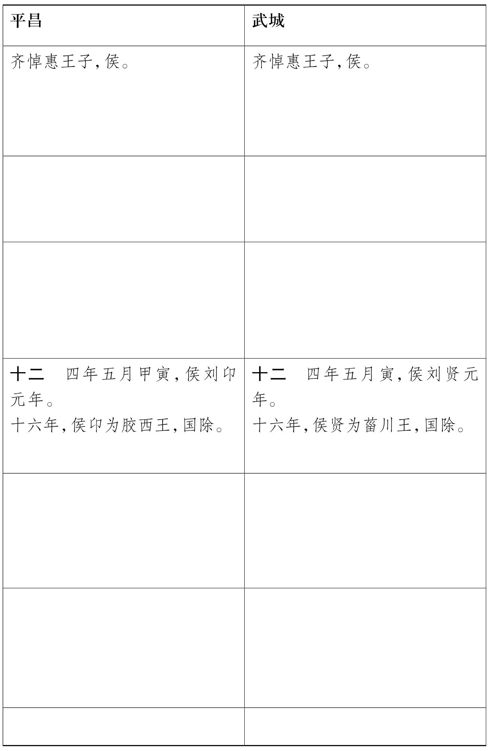 平昌
武城
齐悼惠王子，侯。
齐悼惠王子，侯。
十二　四年五月甲寅，侯刘卬
元年。
十六年，侯卬为胶西王，国除。
十二　四年五月寅，侯刘贤元
年。
十六年，侯贤为菑川王，国除。